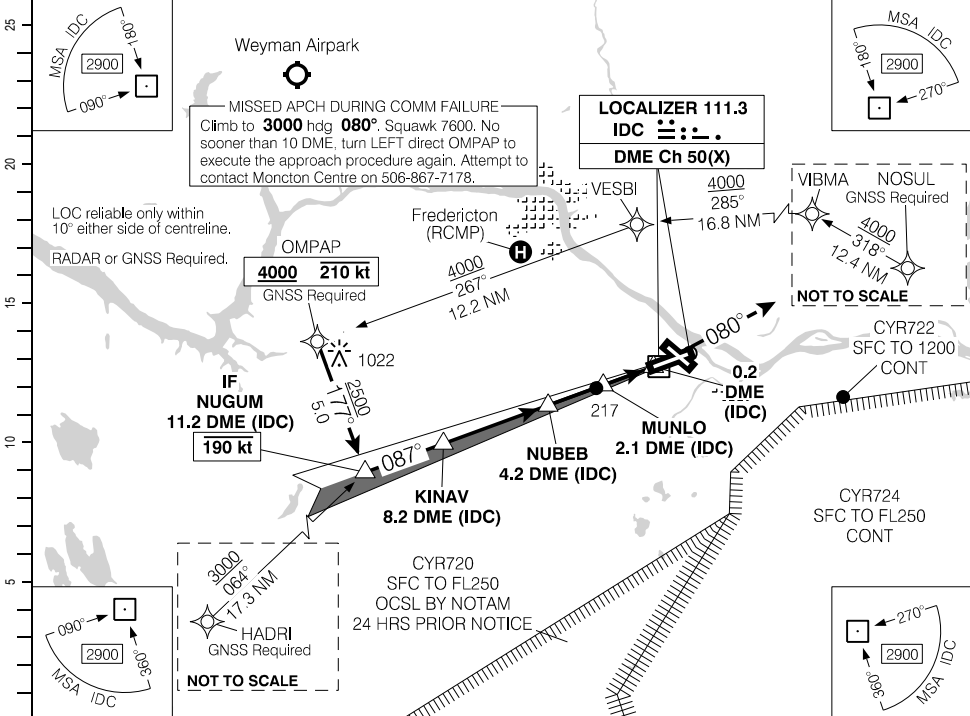 25
20
15
10
5
MSA IDC
180°
2900
090°
Weyman Airpark
MISSED APCH DURING COMM FAILURE
Climb to 3000 hdg 080°. Squawk 7600. No
sooner than 10 DME, turn LEFT direct OMPAP to
execute the approach procedure again. Attempt to
contact Moncton Centre on 506-867-7178.
LOCALIZER 111.3
IDC
DME Ch 50(X)
MSA IDC
180°
2900
270°
LOC reliable only within
10° either side of centreline.
RADAR or GNSS Required.
Fredericton
(RCMP)
H
VESBI
4000
285°
16.8 NM
VIBMA
NOSUL
GNSS Required
4000
318°
12.4 NM
NOT TO SCALE
OMPAP
4000 210 kt
GNSS Required
4000
267°
12.2 NM
1022
2500
177°
5.0
080°
CYR722
SFC TO 1200
CONT
IF
NUGUM
11.2 DME (IDC)
190 kt
087°
KINAV
8.2 DME (IDC)
NUBEB
4.2 DME (IDC)
217
MUNLO
2.1 DME (IDC)
0.2
DME
(IDC)
CYR724
SFC TO FL250
CONT
CYR720
SFC TO FL250
OCSL BY NOTAM
24 HRS PRIOR NOTICE
3000
064°
17.3 NM
HADRI
GNSS Required
NOT TO SCALE
090°
2900
360°
MSA IDC
270°
2900
360°
MSA IDC